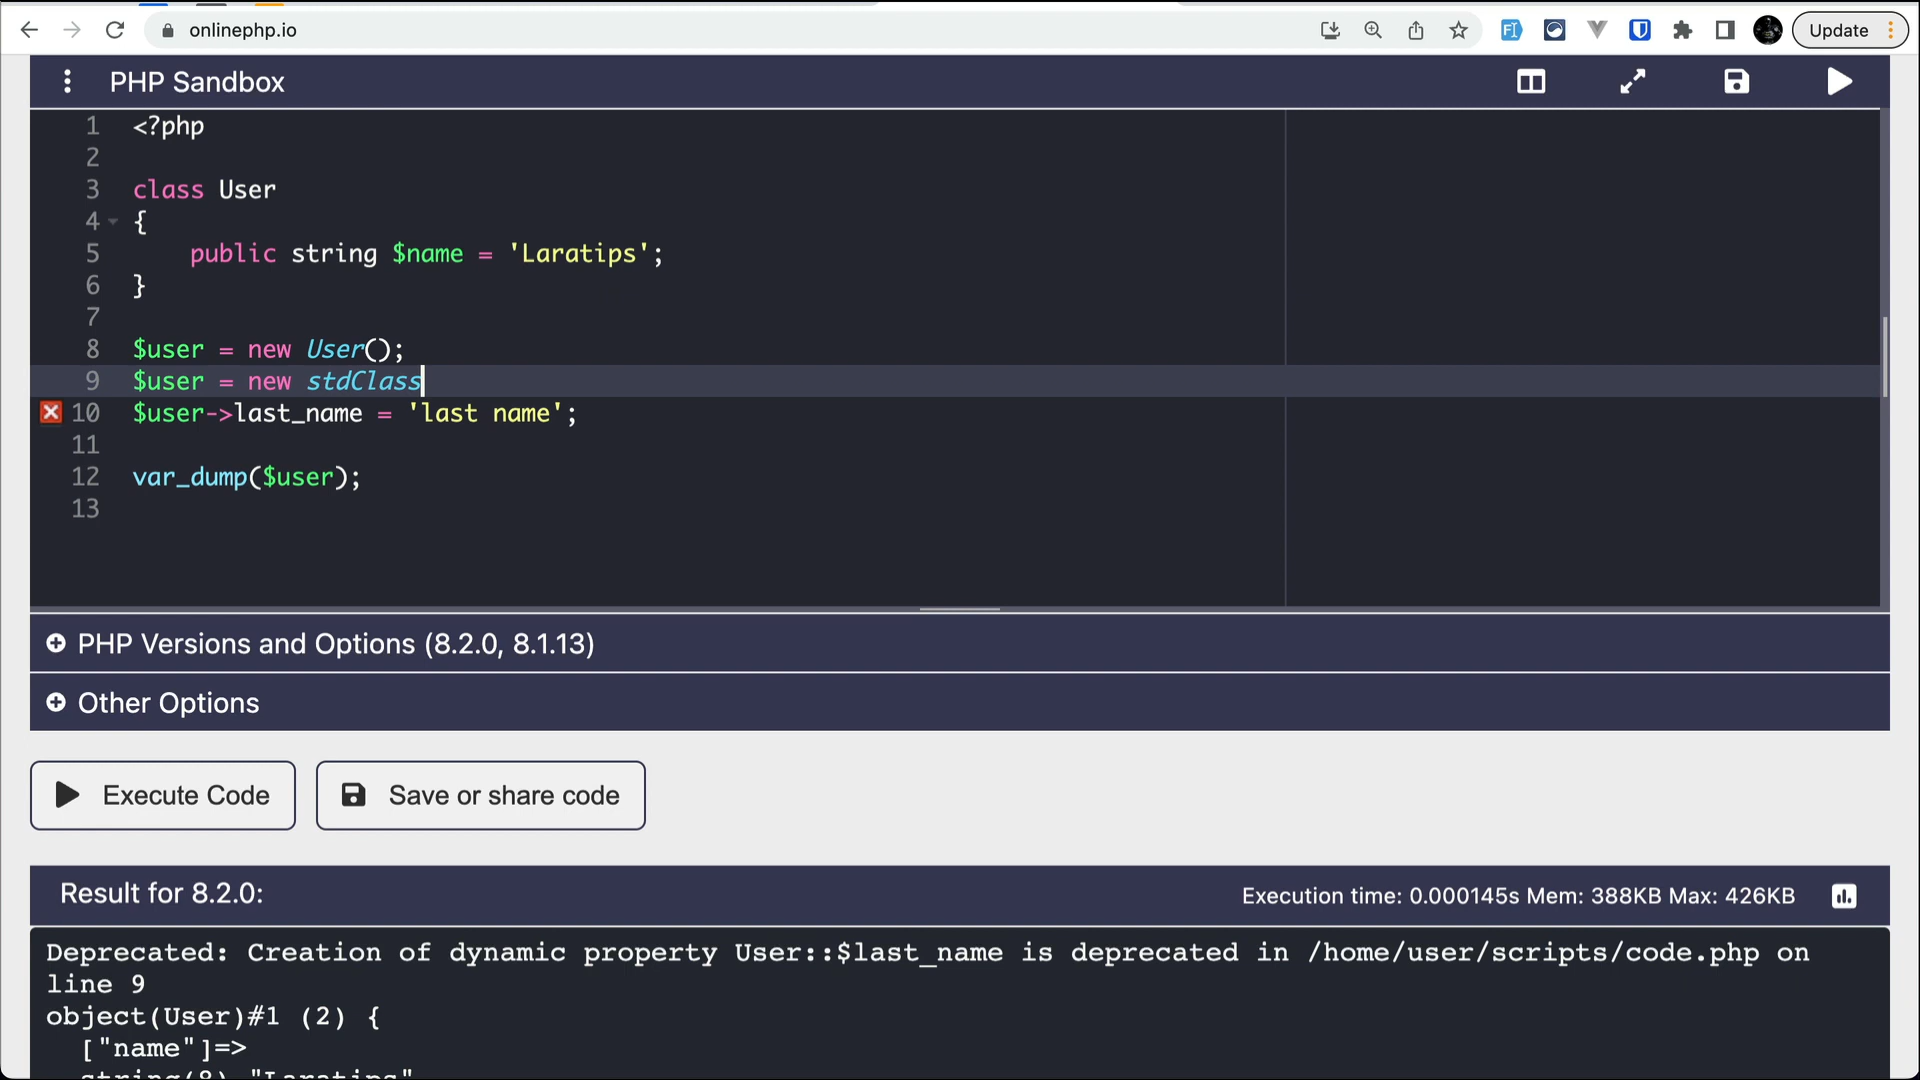 onlinephp.io
Update
PHP Sandbox
1 <?php
2
3 class User
4 {
5 public string $name = 'Laratips';
6 }
7
8 $user = new User();
9 $user = new stdClass
10 $user->last_name = 'last name';
11
12 var_dump($user);
13
PHP Versions and Options (8.2.0, 8.1.13)
Other Options
Execute Code
Save or share code
Result for 8.2.0:
Execution time: 0.000145s Mem: 388KB Max: 426KB
Deprecated: Creation of dynamic property User::$last_name is deprecated in /home/user/scripts/code.php on
line 9
object(User)#1 (2) {
["name"]=>
string(8) "Laratips"